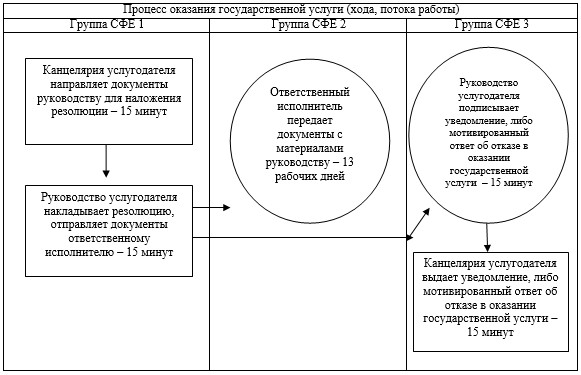 Процесс оказания государственной услуги (хода, потока работы)
Группа СФЕ 1
Группа СФЕ 2
Группа СФЕ 3
Канцелярия услугодателя
направляет документы
руководству для наложения
резолюции – 15 минут
Руководство услугодателя
накладывает резолюцию,
отправляет документы
ответственному
исполнителю – 15 минут
Ответственный
исполнитель
передает
документы с
материалами
руководству – 13
рабочих дней
Руководство
услугодателя
подписывает
уведомление, либо
мотивированный
ответ об отказе в
оказании
государственной
услуги – 15 минут
Канцелярия услугодателя
выдает уведомление, либо
мотивированный ответ об
отказе в оказании
государственной услуги –
15 минут